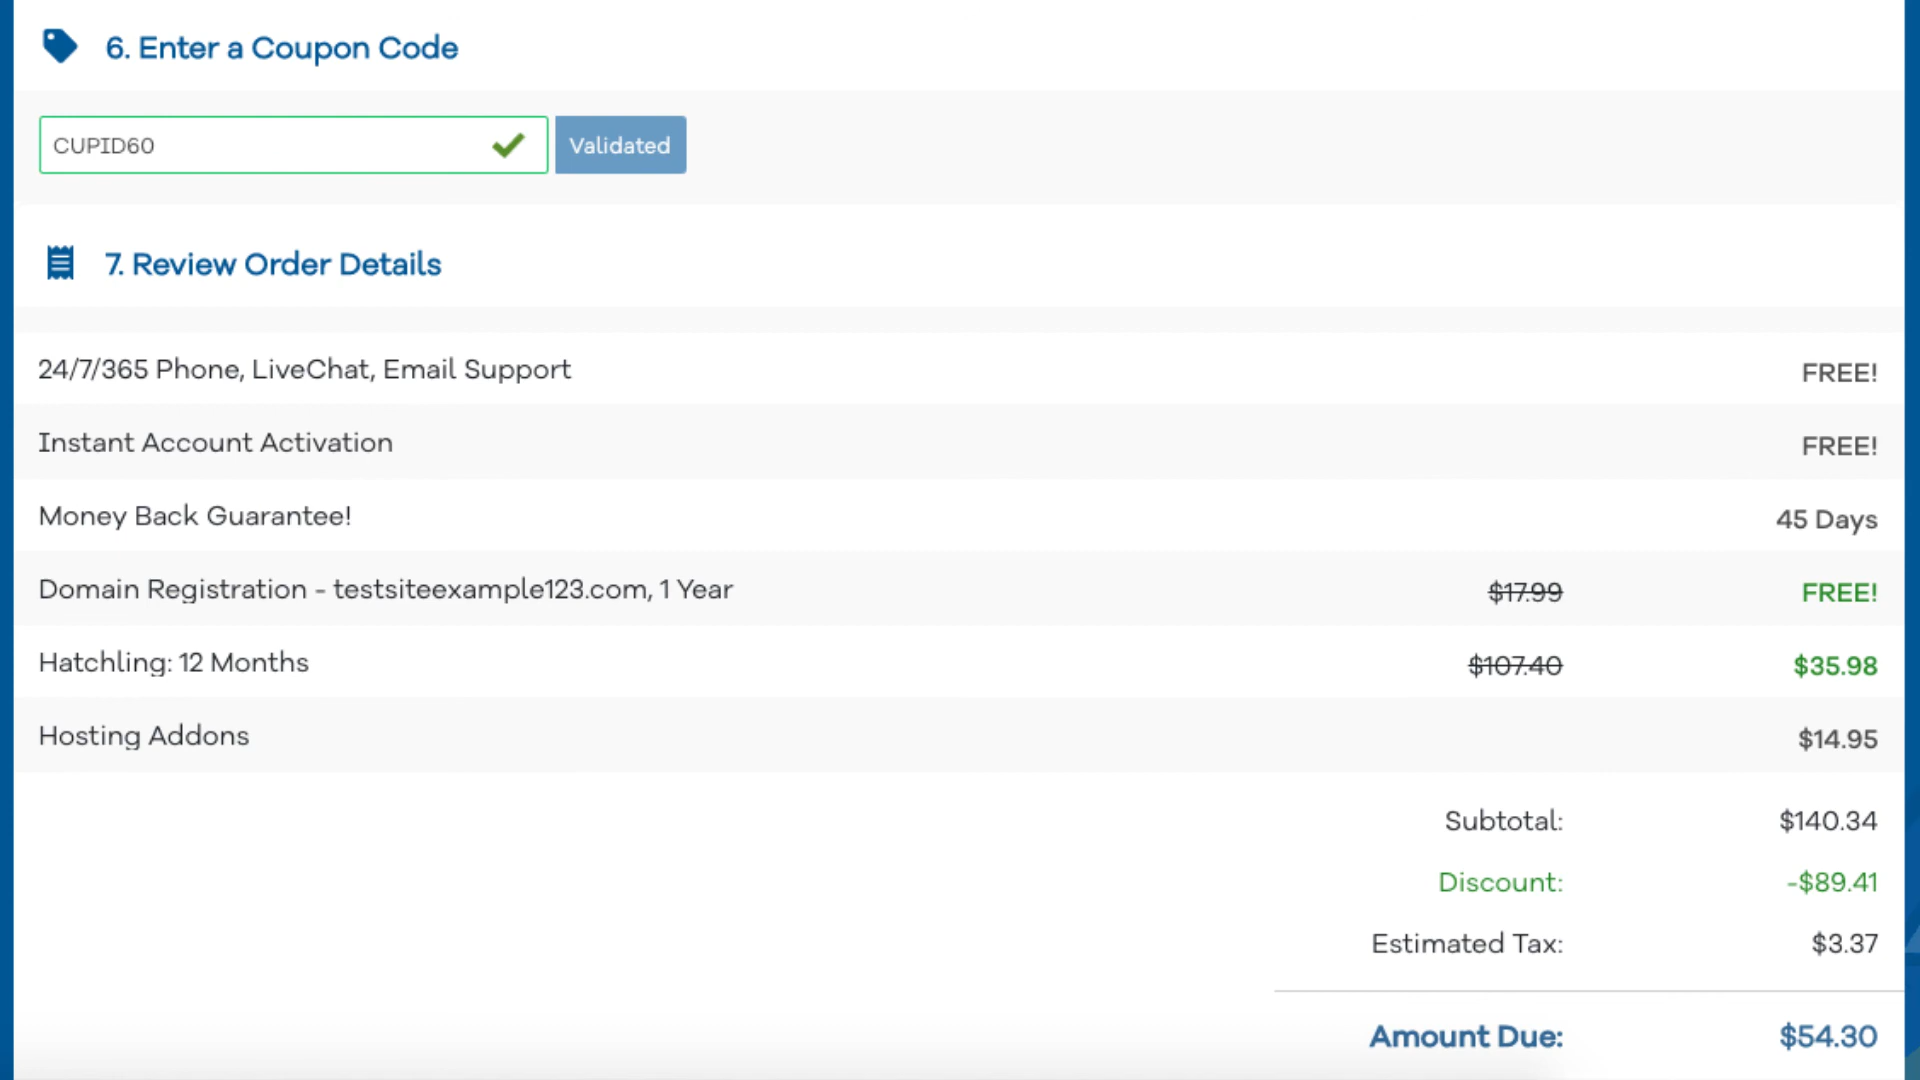 6. Enter a Coupon Code
CUPID60 Validated
7. Review Order Details
24/7/365 Phone, LiveChat, Email Support FREE!
Instant Account Activation FREE!
Money Back Guarantee! 45 Days
Domain Registration - testsiteexample123.com, 1 Year $17.99 FREE!
Hatchling: 12 Months $107.40 $35.98
Hosting Addons $14.95
Subtotal: $140.34
Discount: -$89.41
Estimated Tax: $3.37
Amount Due: $54.30